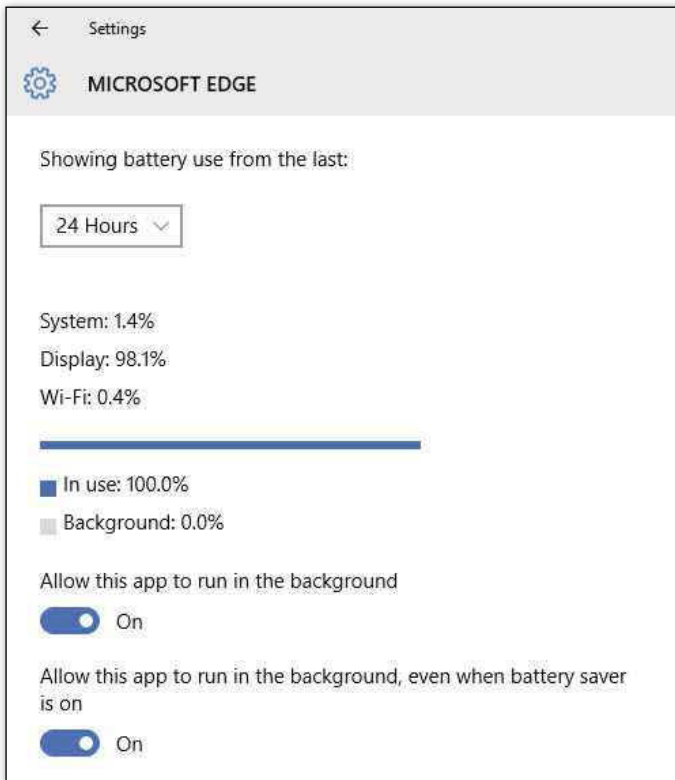 Settings
MICROSOFT EDGE
Showing battery use from the last:
24 Hours
System: 1.4%
Display: 98.1%
Wi-Fi: 0.4%
In use: 100.0%
Background: 0.0%
Allow this app to run in the background
On
Allow this app to run in the background, even when battery saver
is on
On